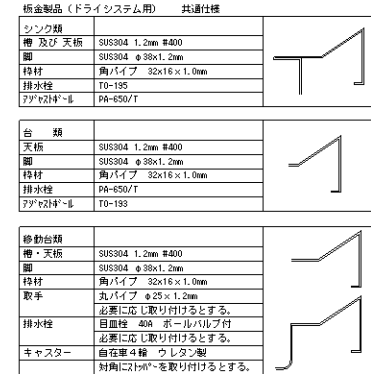 板金製品（ドライシステム用） 共通仕様
シンク類
槽 及び 天板 SUS304 1.2mm #400
脚 SUS304 φ38x1.2mm
枠材 角パイプ 32x16×1.0mm
排水栓 TO-195
ｱｼﾞｬｽﾄﾎﾞｰﾙ PA-650/T
台 類
天板 SUS304 1.2mm #400
脚 SUS304 φ38x1.2mm
枠材 角パイプ 32x16×1.0mm
排水栓 PA-650/T
ｱｼﾞｬｽﾄﾎﾞｰﾙ TO-193
移動台類
槽・天板 SUS304 1.2mm #400
脚 SUS304 φ38x1.2mm
枠材 角パイプ 32x16×1.0mm
取手 丸パイプ φ25×1.2mm
必要に応じ取り付けるとする。
排水栓 目皿栓 40A ボールバルブ付
必要に応じ取り付けるとする。
キャスター 自在車４輪 ウレタン製
対角にｽﾄｯﾊﾟｰを取り付けるとする。